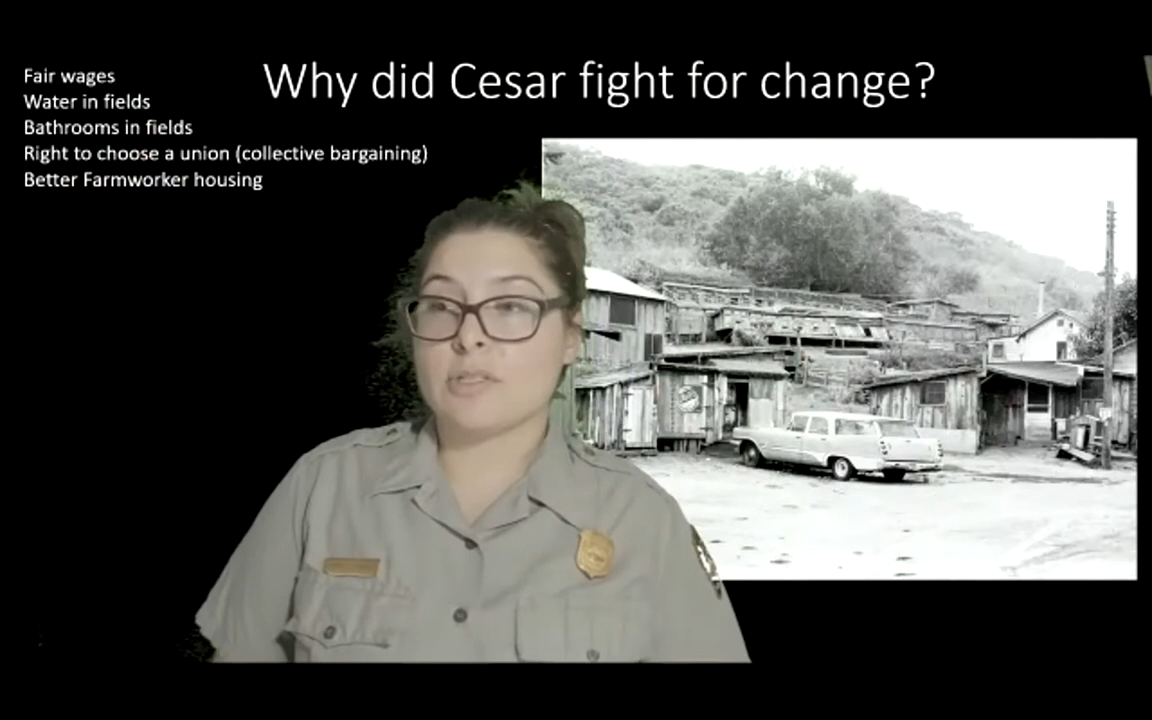 Why did Cesar fight for change?
Fair wages
Water in fields
Bathrooms in fields
Right to choose a union (collective bargaining)
Better Farmworker housing